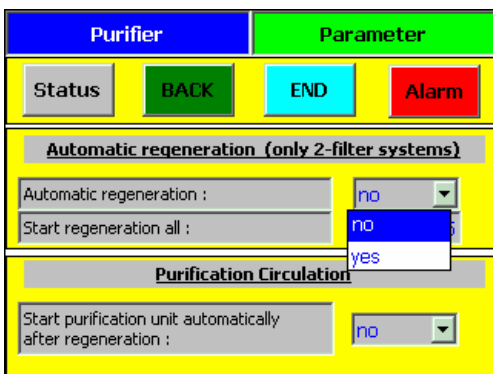 Purifier Parameter
Status BACK END Alarm
Automatic regeneration (only 2-filter systems)
Automatic regeneration : no
Start regeneration all : no
yes
Purification Circulation
Start purification unit automatically
after regeneration : no